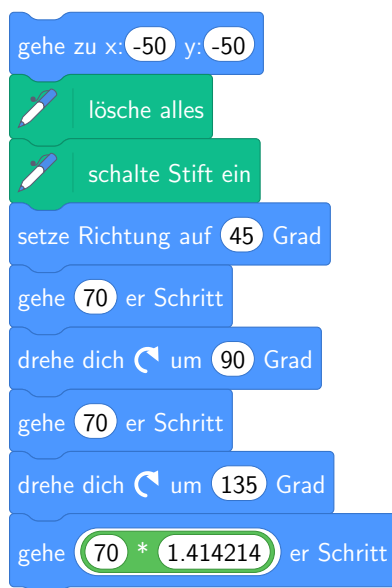 gehe zu x: -50 y: -50
lösche alles
schalte Stift ein
setze Richtung auf 45 Grad
gehe 70 er Schritt
drehe dich um 90 Grad
gehe 70 er Schritt
drehe dich um 135 Grad
gehe 70 * 1.414214 er Schritt